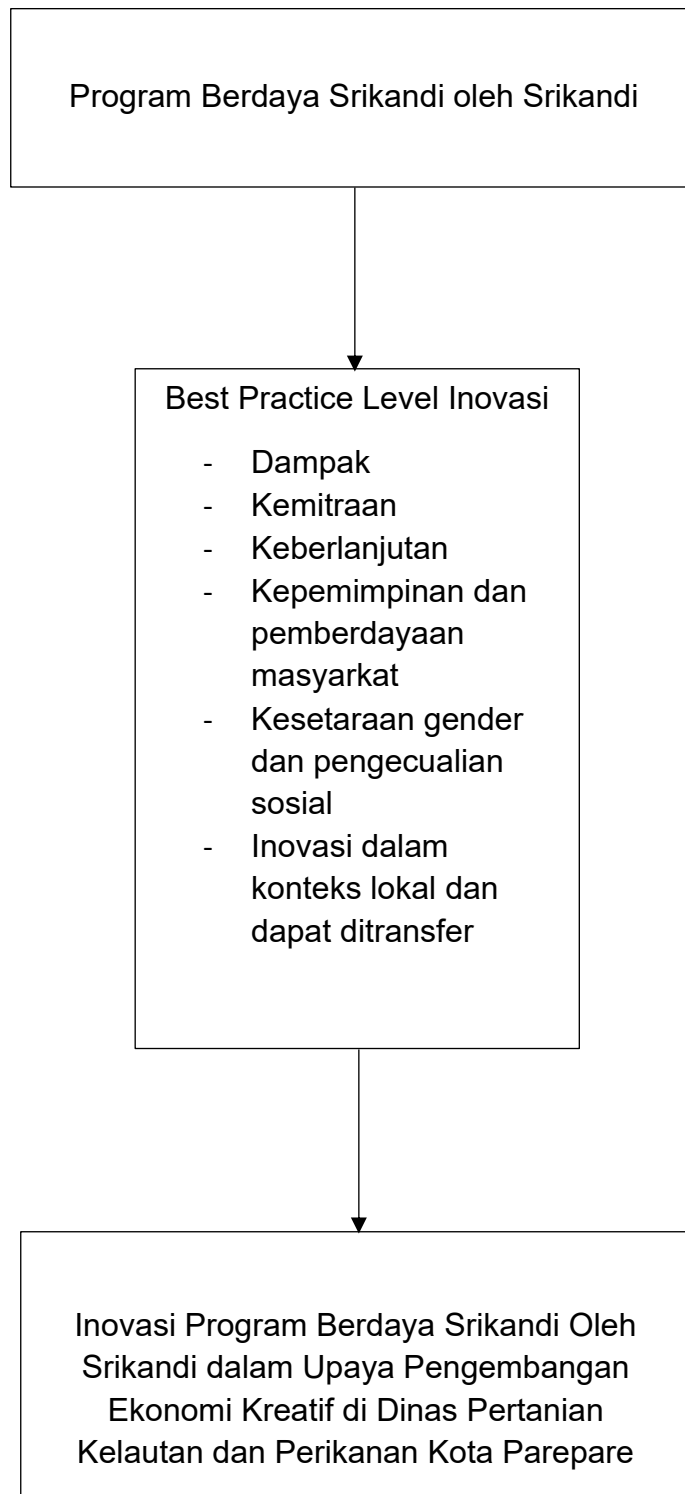 Program Berdaya Srikandi oleh Srikandi
Best Practice Level Inovasi
- Dampak
- Kemitraan
- Keberlanjutan
- Kepemimpinan dan
pemberdayaan
masyarkat
- Kesetaraan gender
dan pengecualian
sosial
- Inovasi dalam
konteks lokal dan
dapat ditransfer
Inovasi Program Berdaya Srikandi Oleh
Srikandi dalam Upaya Pengembangan
Ekonomi Kreatif di Dinas Pertanian
Kelautan dan Perikanan Kota Parepare